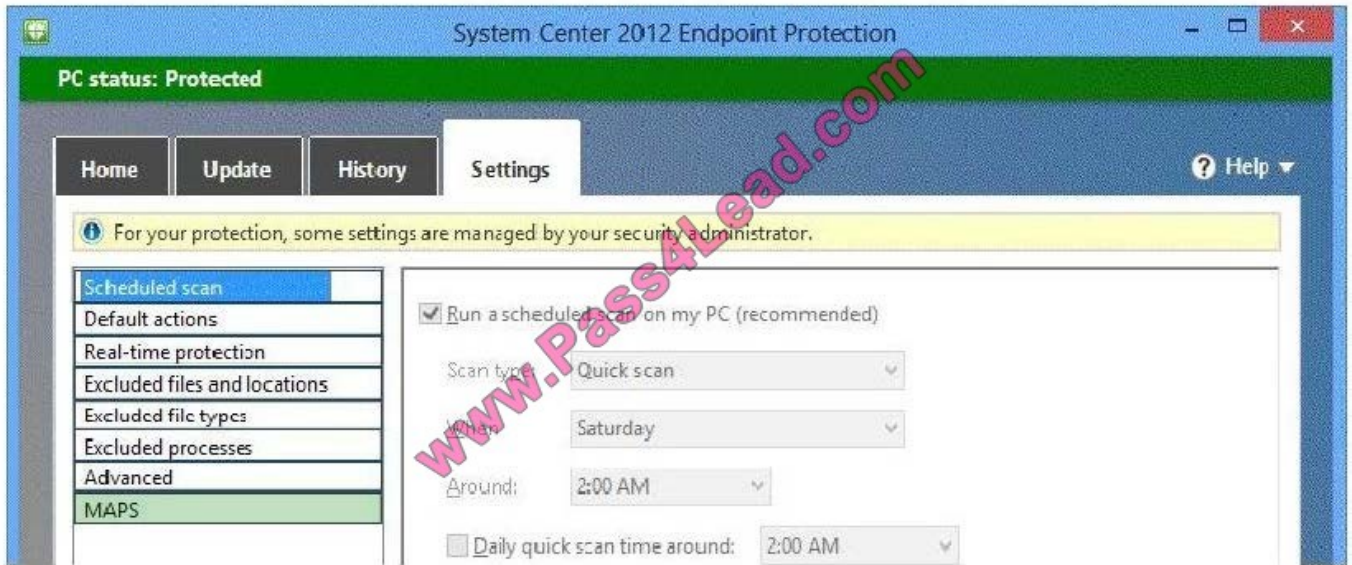 System Center 2012 Endpoint Protection
PC status: Protected
Home Update History Settings Help
For your protection, some settings are managed by your security administrator.
Scheduled scan
Default actions
Real-time protection
Excluded files and locations
Excluded file types
Excluded processes
Advanced
MAPS
Run a scheduled scan on my PC (recommended)
Scan type: Quick scan
When Saturday
Around: 2:00 AM
Daily quick scan time around: 2:00 AM
www.Pass4Lead.com